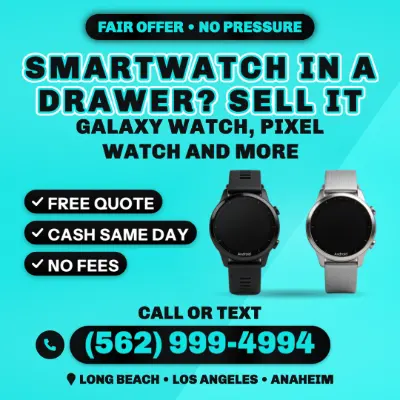 FAIR OFFER • NO PRESSURE
SMARTWATCH IN A
DRAWER? SELL IT
GALAXY WATCH, PIXEL
WATCH AND MORE
FREE QUOTE
CASH SAME DAY
NO FEES
CALL OR TEXT
(562) 999-4994
LONG BEACH • LOS ANGELES • ANAHEIM